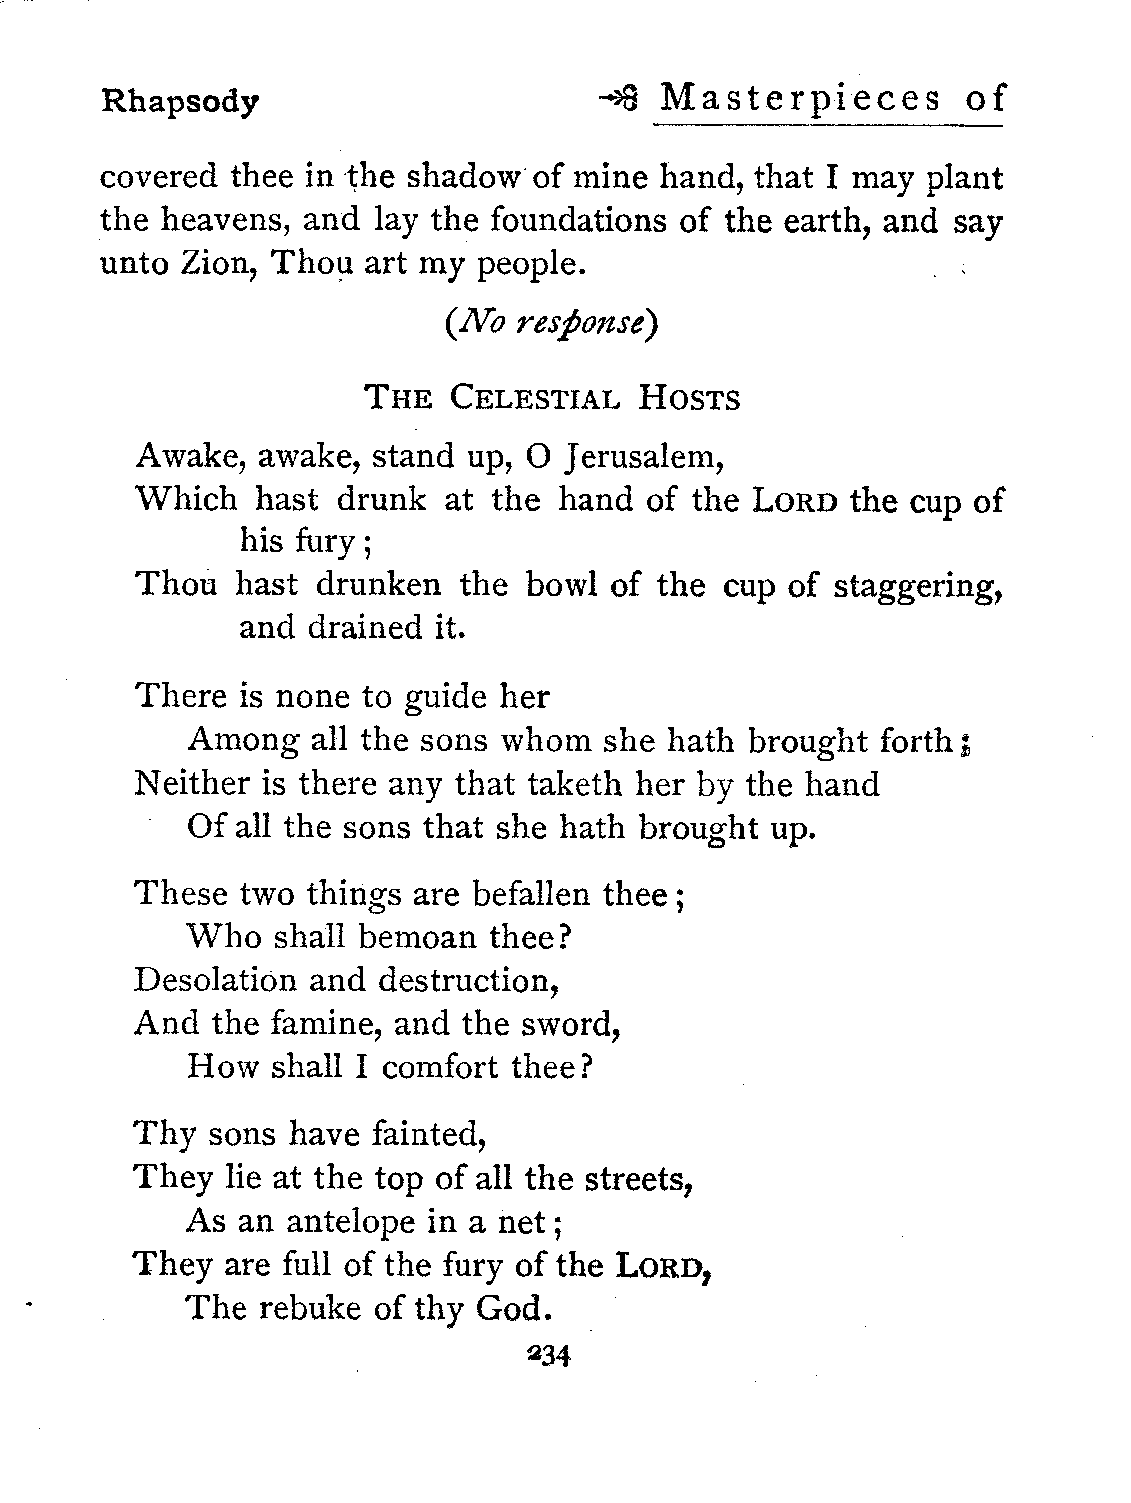 Rhapsody Masterpieces of
covered thee in the shadow of mine hand, that I may plant
the heavens, and lay the foundations of the earth, and say
unto Zion, Thou art my people.
(No response)
THE CELESTIAL HOSTS
Awake, awake, stand up, O Jerusalem,
Which hast drunk at the hand of the LORD the cup of
his fury;
Thou hast drunken the bowl of the cup of staggering,
and drained it.
There is none to guide her
Among all the sons whom she hath brought forth;
Neither is there any that taketh her by the hand
Of all the sons that she hath brought up.
These two things are befallen thee;
Who shall bemoan thee?
Desolation and destruction,
And the famine, and the sword,
How shall I comfort thee?
Thy sons have fainted,
They lie at the top of all the streets,
As an antelope in a net;
They are full of the fury of the LORD,
The rebuke of thy God.
234